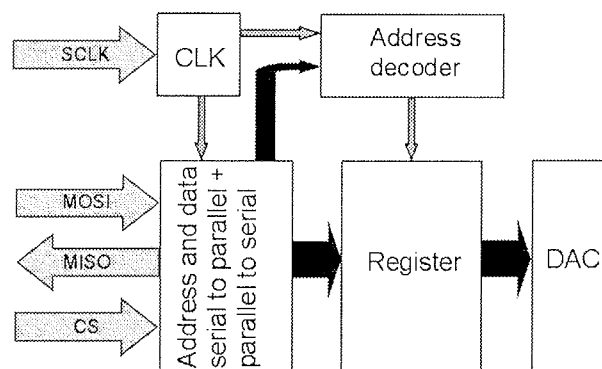 SCLK
CLK
Address
decoder
MOSI
MISO
CS
Address and data
serial to parallel +
parallel to serial
Register
DAC